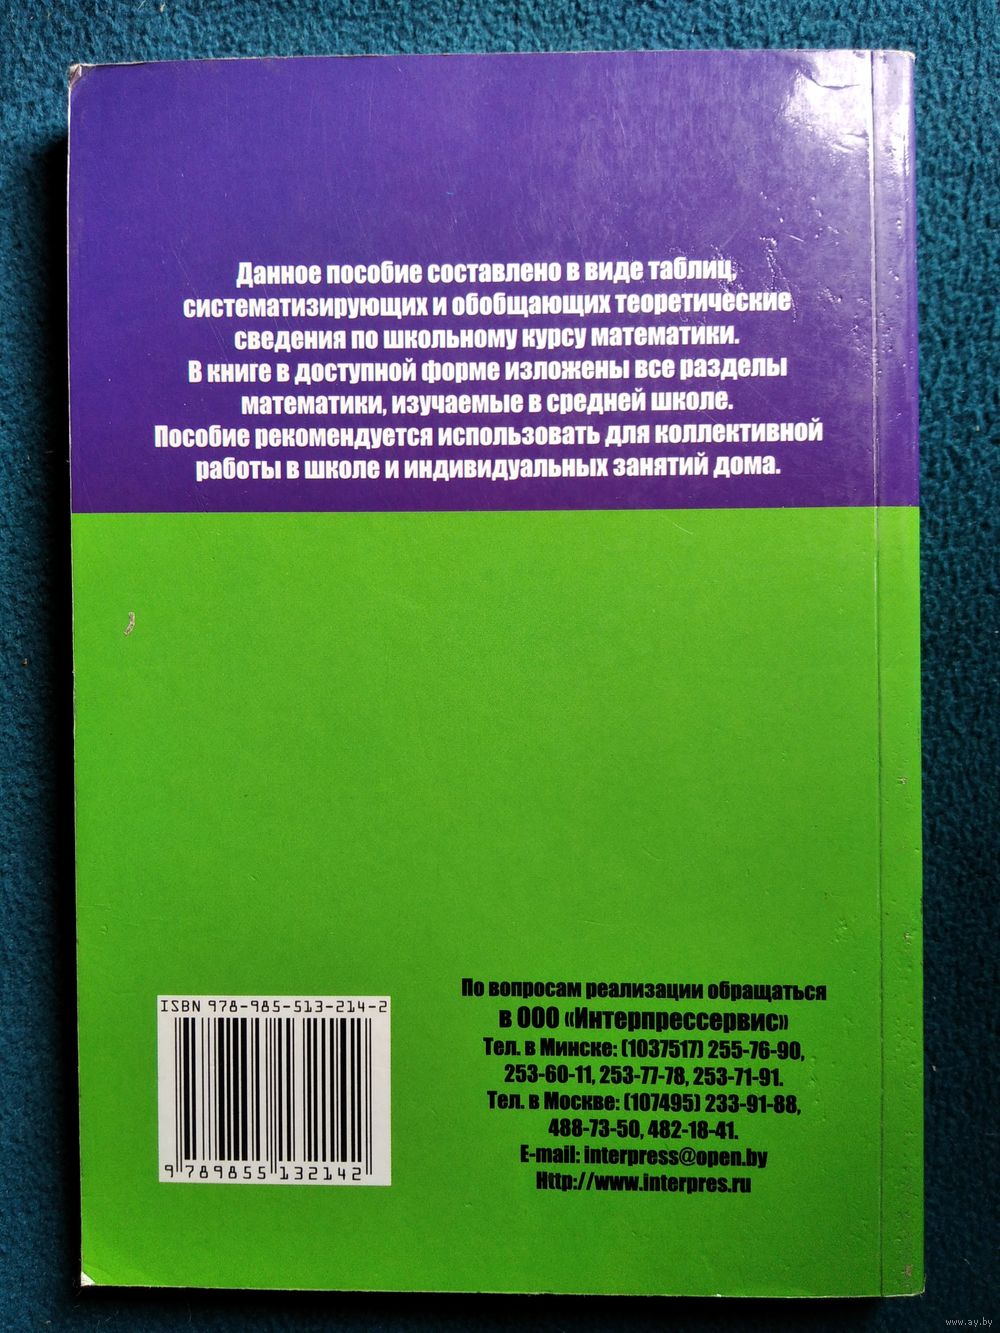 Данное пособие составлено в виде таблиц,
систематизирующих и обобщающих теоретические
сведения по школьному курсу математики.
В книге в доступной форме изложены все разделы
математики, изучаемые в средней школе.
Пособие рекомендуется использовать для коллективной
работы в школе и индивидуальных занятий дома.
ISBN 978-985-513-214-2
9 789855 132142
По вопросам реализации обращаться
в ООО «Интерпрессервис»
Тел. в Минске: (1037517) 255-76-90,
253-60-11, 253-77-78, 253-71-91.
Тел. в Москве: (107495) 233-91-88,
488-73-50, 482-18-41.
E-mail: interpress@open.by
Http://www.interpres.ru
www.ay.by